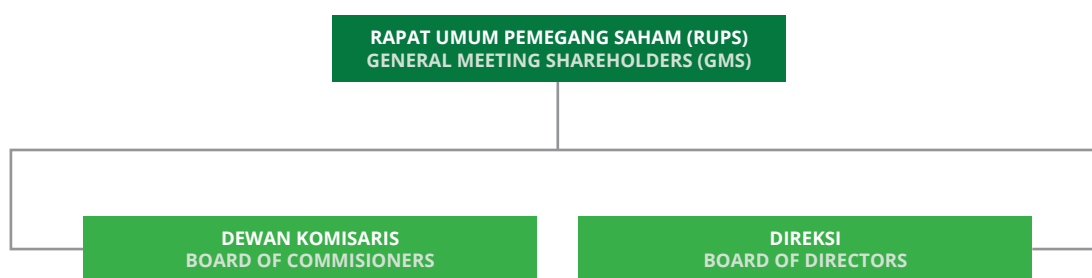 RAPAT UMUM PEMEGANG SAHAM (RUPS)
GENERAL MEETING SHAREHOLDERS (GMS)
DEWAN KOMISARIS
BOARD OF COMMISIONERS
DIREKSI
BOARD OF DIRECTORS